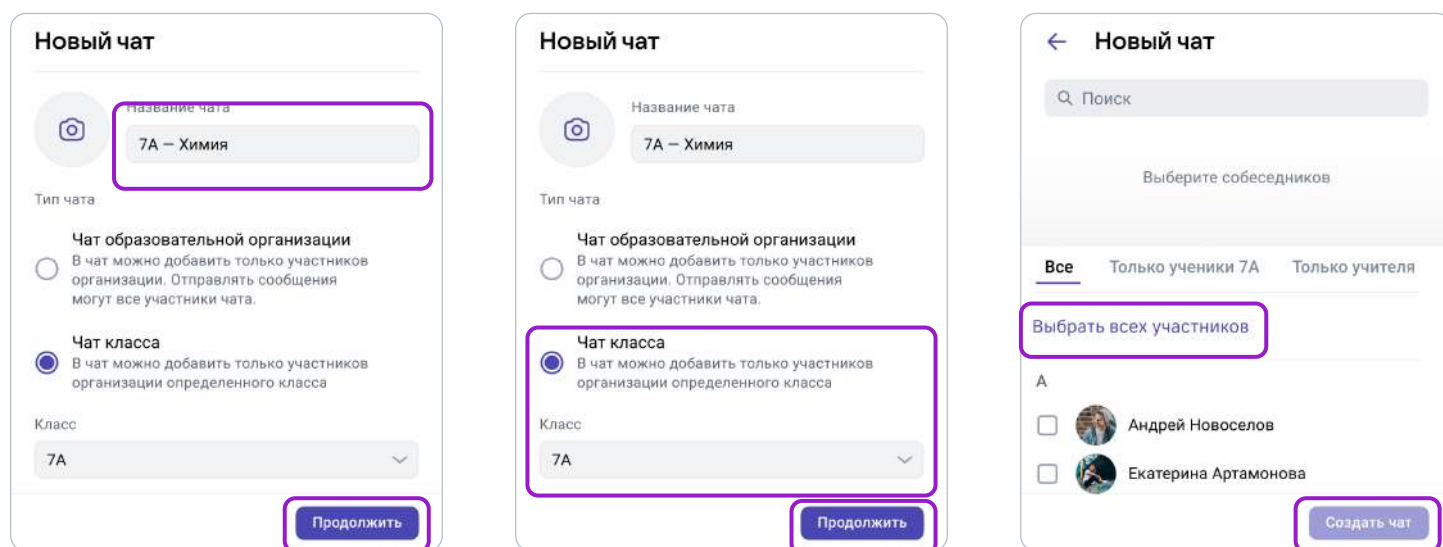 Новый чат
Название чата
7А – Химия
Тип чата
Чат образовательной организации
В чат можно добавить только участников
организации. Отправлять сообщения
могут все участники чата.
Чат класса
В чат можно добавить только участников
организации определенного класса
Класс
7А
Продолжить
Новый чат
Название чата
7А – Химия
Тип чата
Чат образовательной организации
В чат можно добавить только участников
организации. Отправлять сообщения
могут все участники чата.
Чат класса
В чат можно добавить только участников
организации определенного класса
Класс
7А
Продолжить
Новый чат
Поиск
Выберите собеседников
Все Только ученики 7А Только учителя
Выбрать всех участников
А
Андрей Новоселов
Екатерина Артамонова
Создать чат